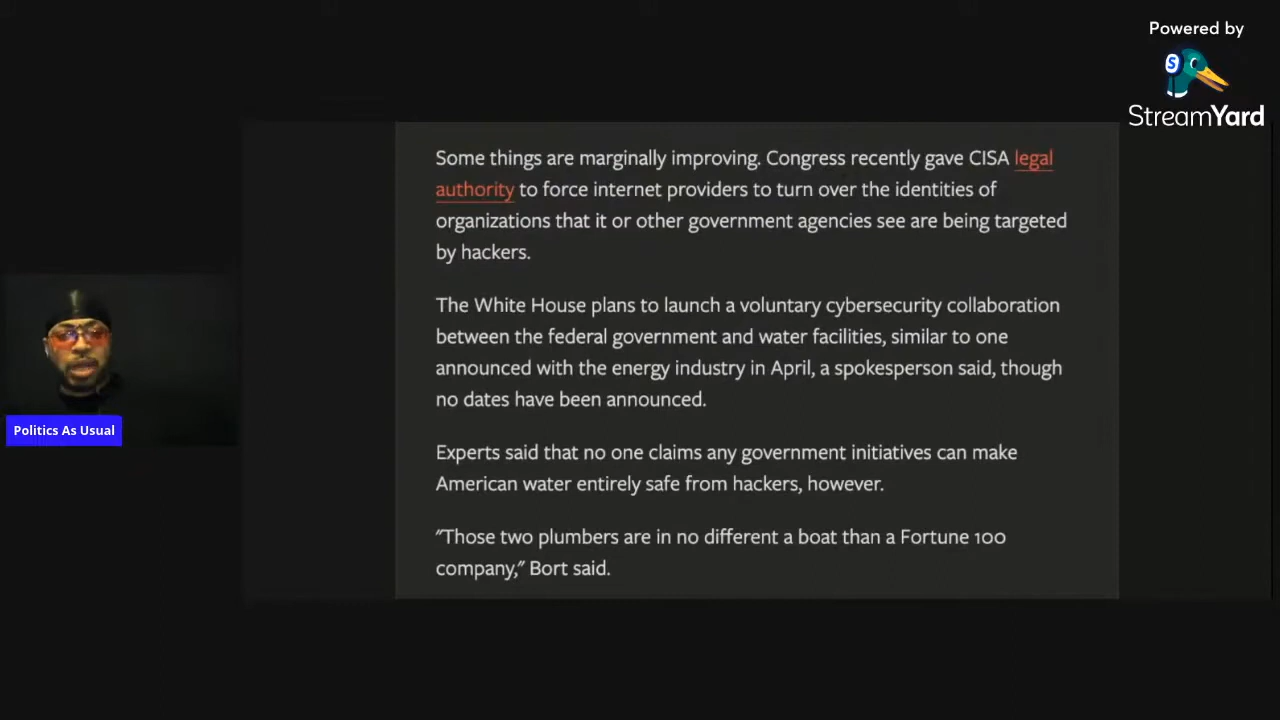 Powered by
S
StreamYard
Some things are marginally improving. Congress recently gave CISA legal
authority to force internet providers to turn over the identities of
organizations that it or other government agencies see are being targeted
by hackers.
The White House plans to launch a voluntary cybersecurity collaboration
between the federal government and water facilities, similar to one
announced with the energy industry in April, a spokesperson said, though
no dates have been announced.
Experts said that no one claims any government initiatives can make
American water entirely safe from hackers, however.
"Those two plumbers are in no different a boat than a Fortune 100
company," Bort said.
Politics As Usual